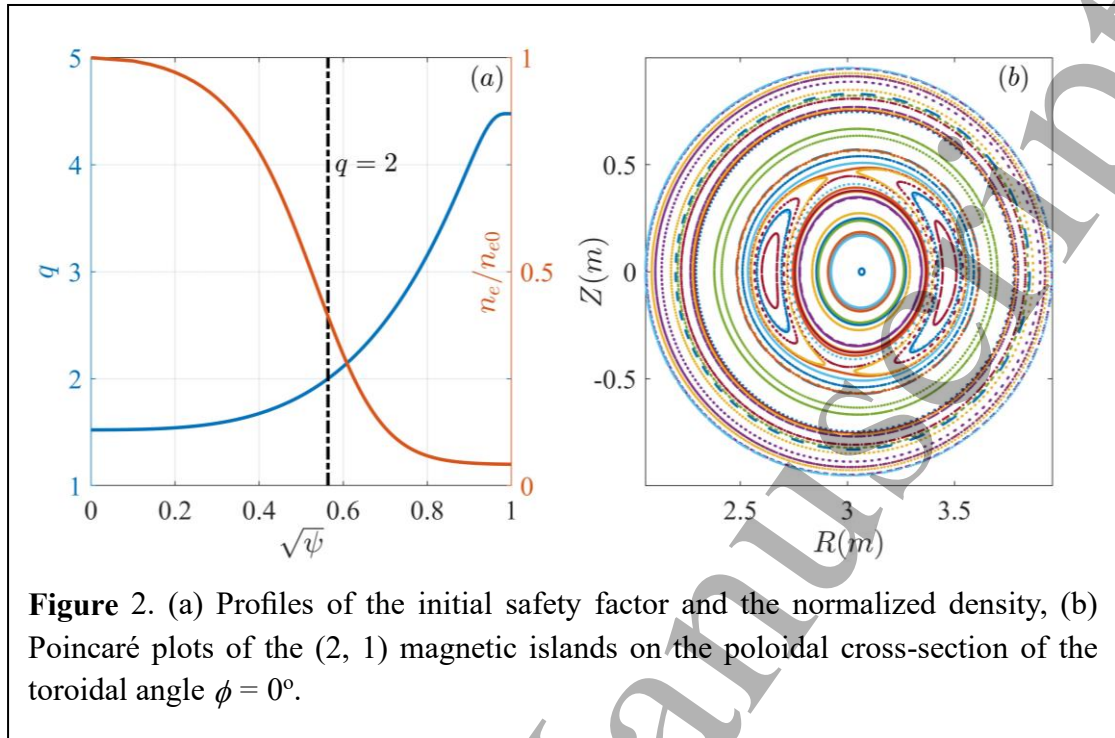 5
4
3
2
1
q
0
0.2
0.4
0.6
0.8
1
√ψ
1
0.5
0
n_e/n_{e0}
(a)
q = 2
(b)
0.5
0
-0.5
Z(m)
2.5
3
3.5
R(m)
Figure 2. (a) Profiles of the initial safety factor and the normalized density, (b)
Poincaré plots of the (2, 1) magnetic islands on the poloidal cross-section of the
toroidal angle ϕ = 0º.